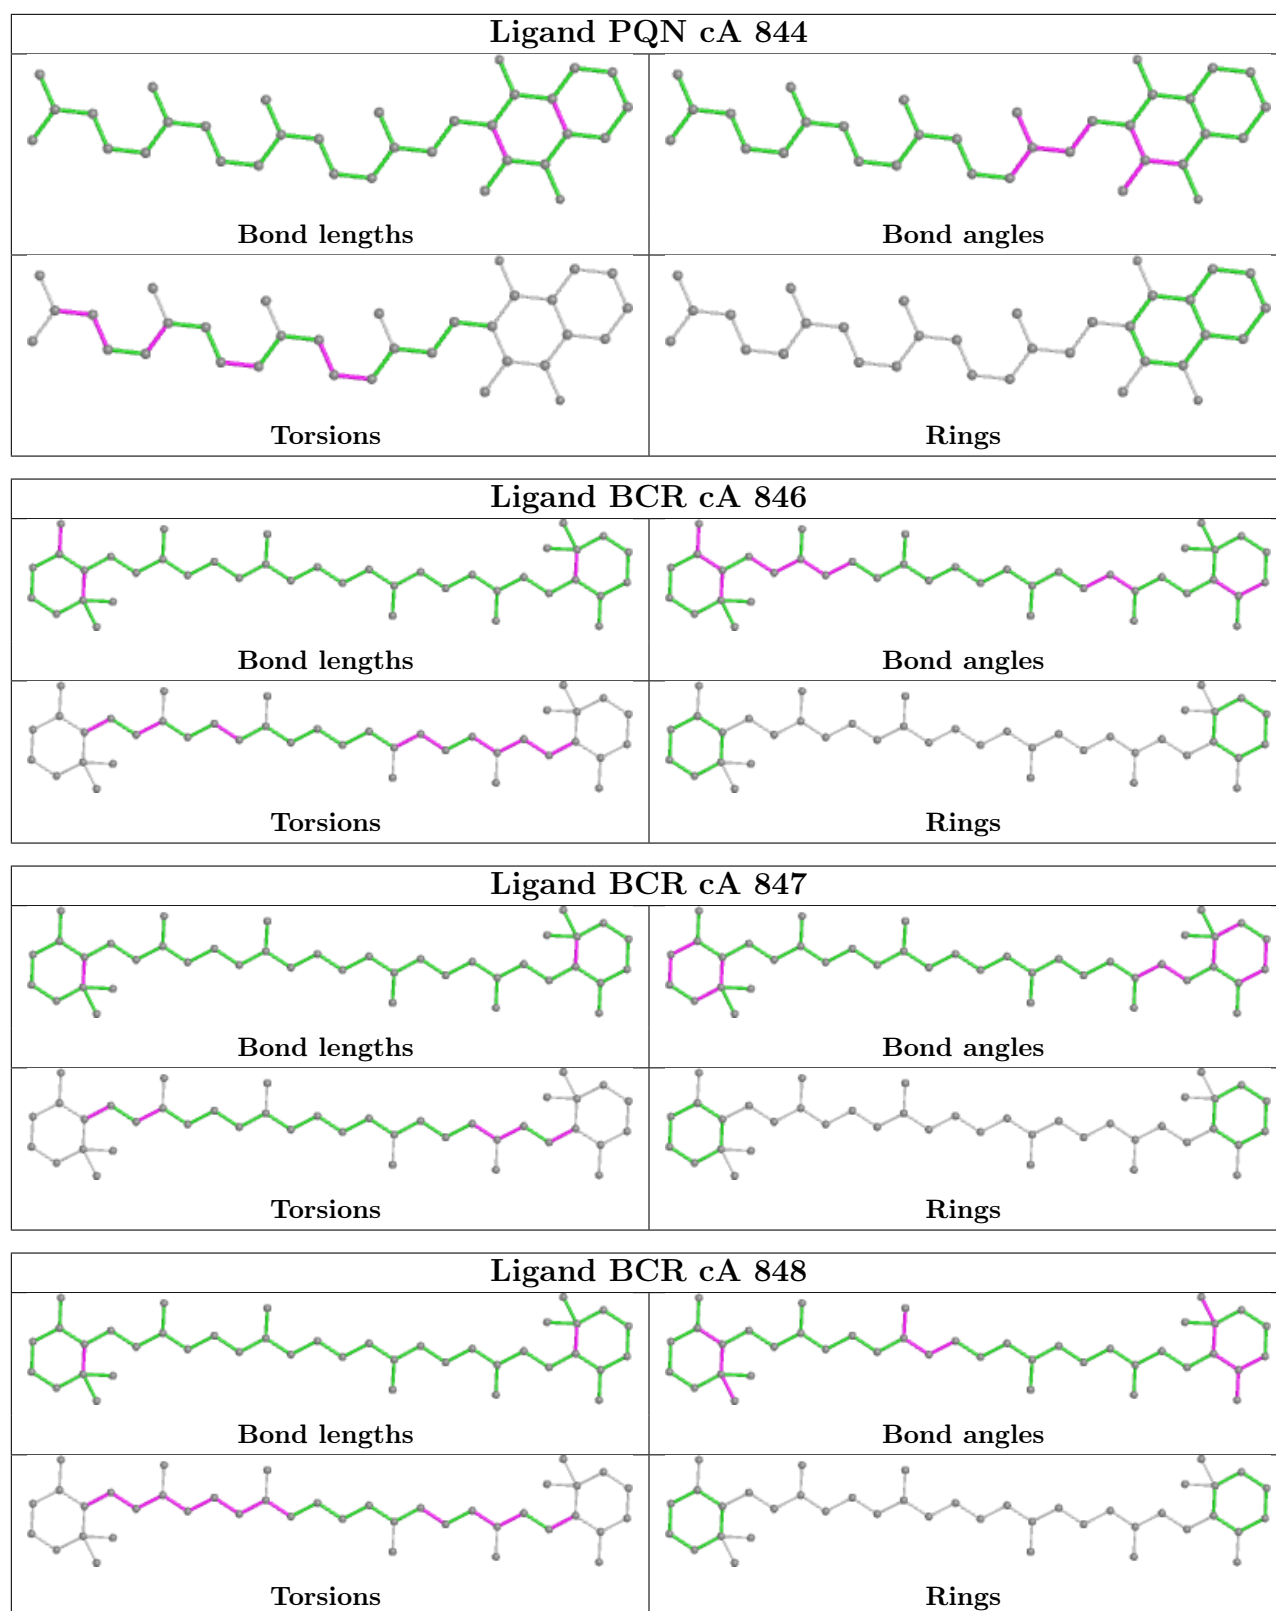 Ligand PQN cA 844
Bond lengths
Bond angles
Torsions
Rings
Ligand BCR cA 846
Bond lengths
Bond angles
Torsions
Rings
Ligand BCR cA 847
Bond lengths
Bond angles
Torsions
Rings
Ligand BCR cA 848
Bond lengths
Bond angles
Torsions
Rings